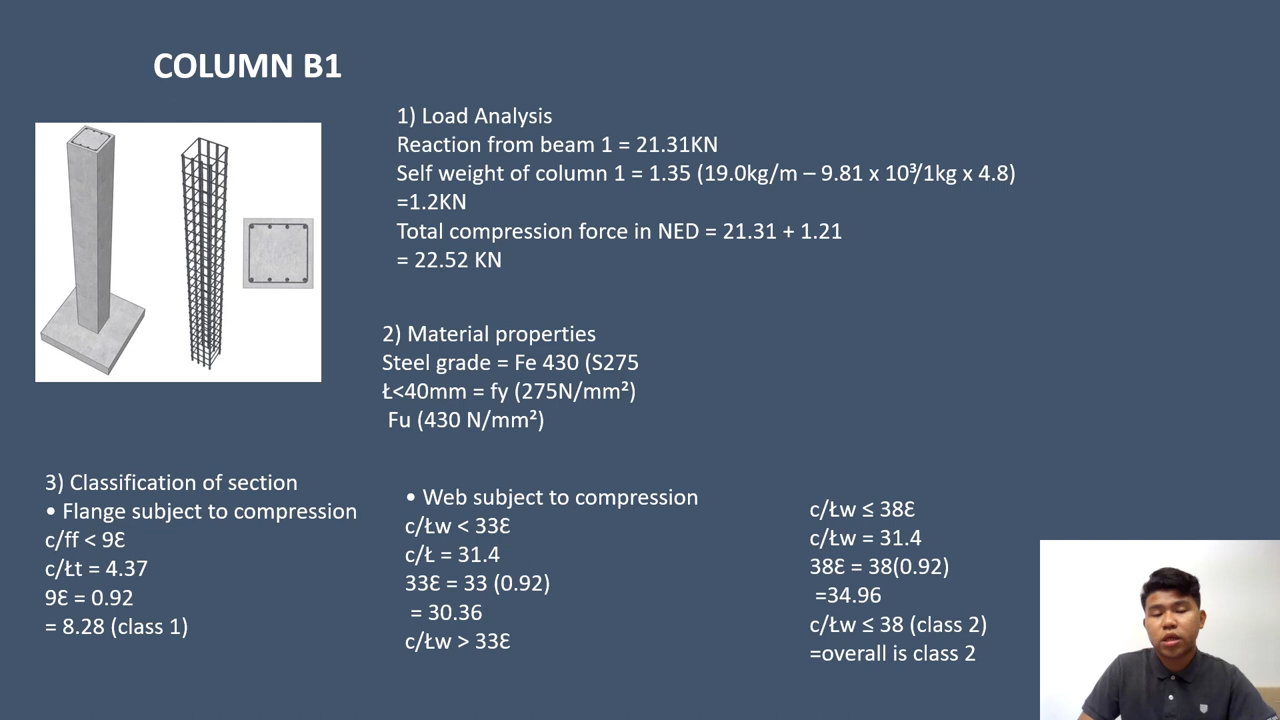 COLUMN B1
1) Load Analysis
Reaction from beam 1 = 21.31KN
Self weight of column 1 = 1.35 (19.0kg/m – 9.81 x 10³/1kg x 4.8)
=1.2KN
Total compression force in NED = 21.31 + 1.21
= 22.52 KN
2) Material properties
Steel grade = Fe 430 (S275
Ł<40mm = fy (275N/mm²)
Fu (430 N/mm²)
3) Classification of section
• Flange subject to compression
c/ff < 9Ɛ
c/Łt = 4.37
9Ɛ = 0.92
= 8.28 (class 1)
• Web subject to compression
c/Łw < 33Ɛ
c/Ł = 31.4
33Ɛ = 33 (0.92)
= 30.36
c/Łw > 33Ɛ
c/Łw ≤ 38Ɛ
c/Łw = 31.4
38Ɛ = 38(0.92)
=34.96
c/Łw ≤ 38 (class 2)
=overall is class 2